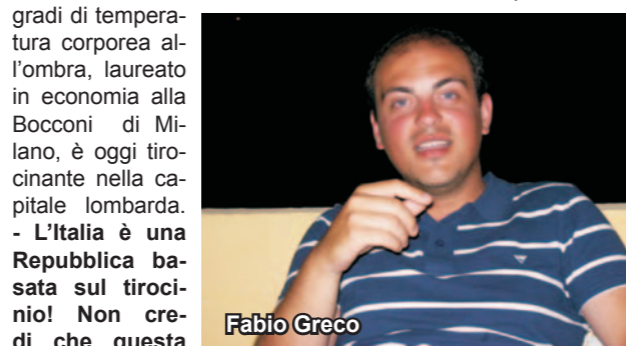 gradi di tempera-
tura corporea al-
l'ombra, laureato
in economia alla
Bocconi di Mi-
lano, è oggi tiro-
cinante nella ca-
pitale lombarda.
- L'Italia è una
Repubblica ba-
sata sul tiroci-
nio! Non cre-
di che questa
Fabio Greco